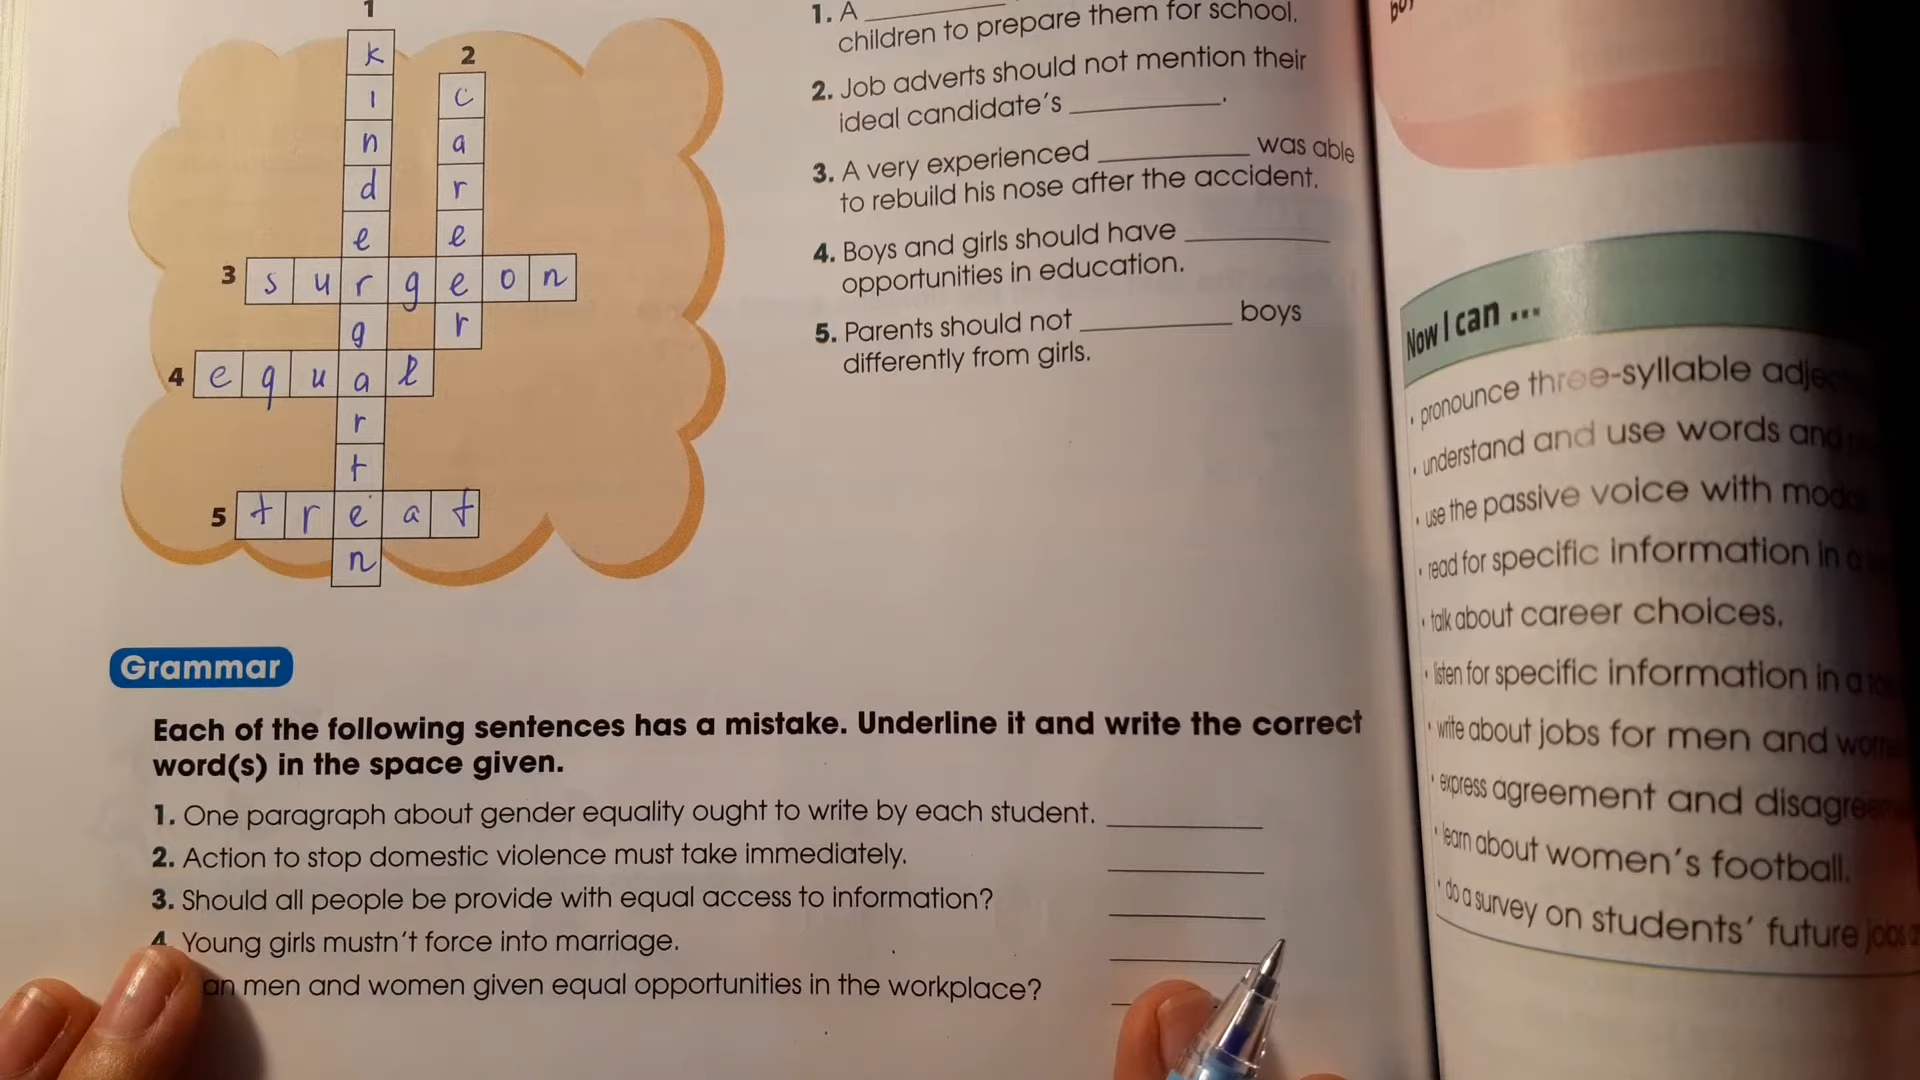 1
2
k
i
n
d
e
r
g
a
r
t
e
n
c
a
r
e
e
r
3 s u r g e o n
4 e q u a l
5 t r e a t
1. A
children to prepare them for school.
2. Job adverts should not mention their
ideal candidate's ___________.
3. A very experienced ___________ was able
to rebuild his nose after the accident.
4. Boys and girls should have ___________
opportunities in education.
5. Parents should not ___________ boys
differently from girls.
Grammar
Each of the following sentences has a mistake. Underline it and write the correct
word(s) in the space given.
1. One paragraph about gender equality ought to write by each student.
2. Action to stop domestic violence must take immediately.
3. Should all people be provide with equal access to information?
4. Young girls mustn't force into marriage.
men and women given equal opportunities in the workplace?
Now I can ...
• pronounce three-syllable
• understand and use words and
• use the passive voice with
• read for specific information in
• talk about career choices.
• listen for specific information in a
• write about jobs for men and
• express agreement and
• learn about women's football.
• do a survey on students' future jobs